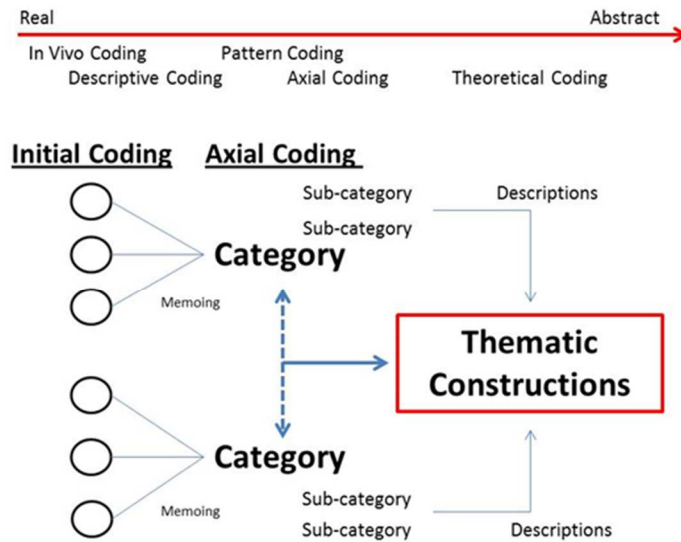 Real Abstract
In Vivo Coding Pattern Coding
Descriptive Coding Axial Coding Theoretical Coding
Initial Coding Axial Coding
Sub-category Descriptions
Sub-category
Category
Memoing
Thematic
Constructions
Category
Sub-category
Memoing
Sub-category Descriptions